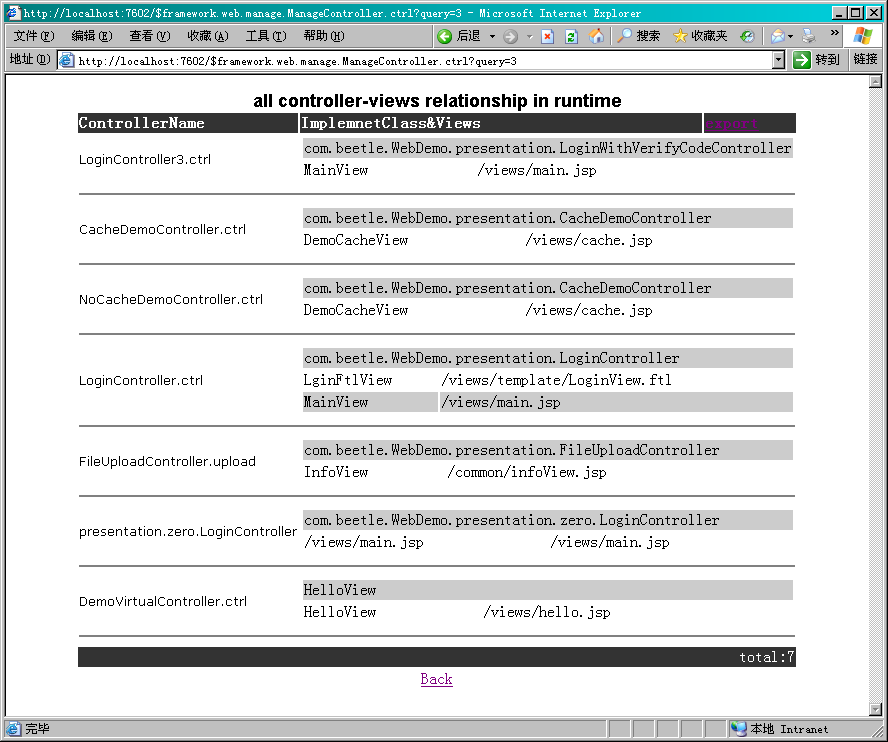 http://localhost:7602/$framework.web.manage.ManageController.ctrl?query=3 - Microsoft Internet Explorer
文件(F) 编辑(E) 查看(V) 收藏(A) 工具(T) 帮助(H) 后退 搜索 收藏夹 »
地址(D) http://localhost:7602/$framework.web.manage.ManageController.ctrl?query=3 转到 链接
all controller-views relationship in runtime
ControllerName ImplemnetClass&Views
LoginController3.ctrl com.beetle.WebDemo.presentation.LoginWithVerifyCodeController
MainView /views/main.jsp
CacheDemoController.ctrl com.beetle.WebDemo.presentation.CacheDemoController
DemoCacheView /views/cache.jsp
NoCacheDemoController.ctrl com.beetle.WebDemo.presentation.CacheDemoController
DemoCacheView /views/cache.jsp
LoginController.ctrl com.beetle.WebDemo.presentation.LoginController
LginFtlView /views/template/LoginView.ftl
MainView /views/main.jsp
FileUploadController.upload com.beetle.WebDemo.presentation.FileUploadController
InfoView /common/infoView.jsp
presentation.zero.LoginController com.beetle.WebDemo.presentation.zero.LoginController
/views/main.jsp /views/main.jsp
DemoVirtualController.ctrl HelloView
HelloView /views/hello.jsp
total:7
Back
完毕 本地 Intranet